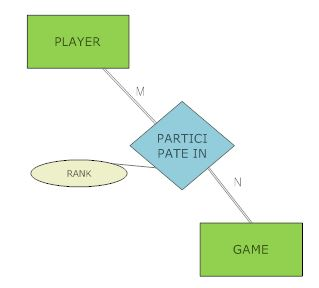 PLAYER
M
PARTICI
PATE IN
RANK
N
GAME